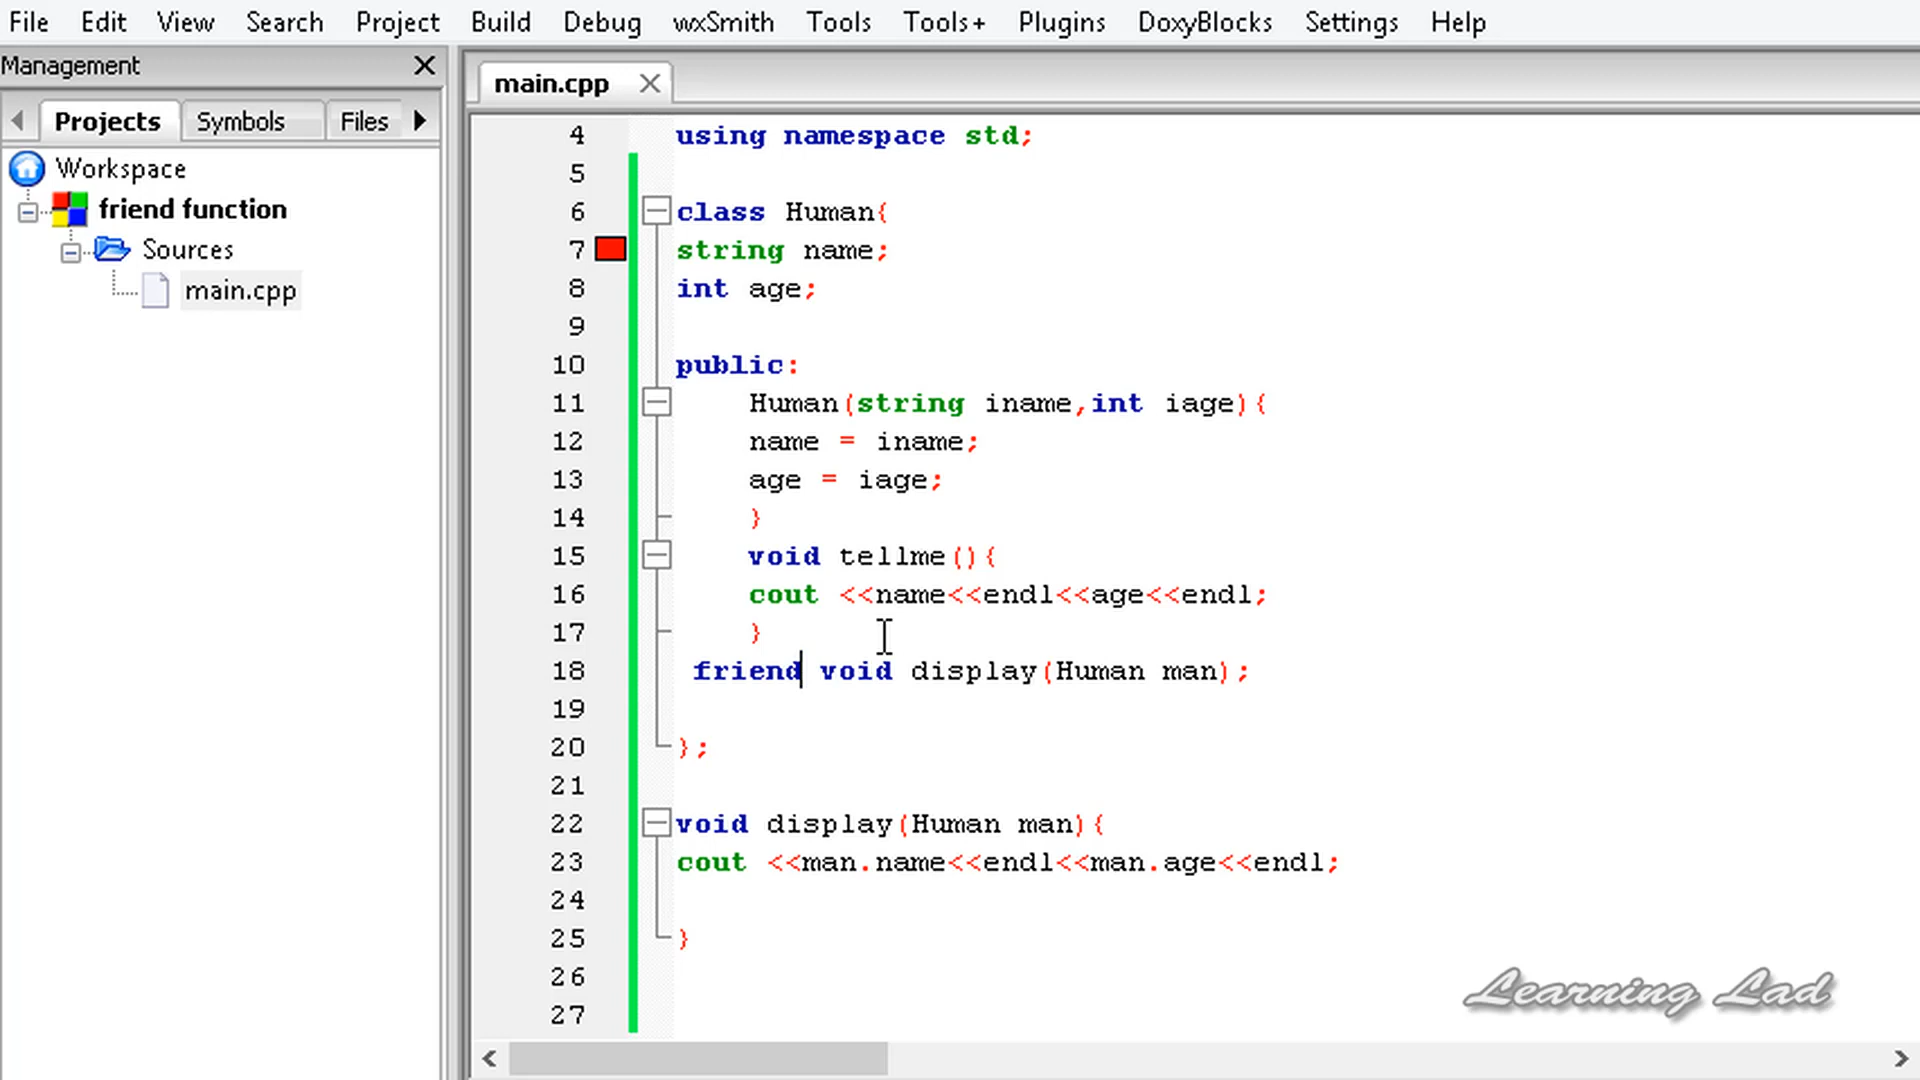 File Edit View Search Project Build Debug wxSmith Tools Tools+ Plugins DoxyBlocks Settings Help
Management
main.cpp
Projects Symbols Files
Workspace
friend function
Sources
main.cpp
4 using namespace std;
5
6 class Human{
7 string name;
8 int age;
9
10 public:
11 Human(string iname,int iage){
12 name = iname;
13 age = iage;
14 }
15 void tellme(){
16 cout <<name<<endl<<age<<endl;
17 }
18 friend void display(Human man);
19
20 };
21
22 void display(Human man){
23 cout <<man.name<<endl<<man.age<<endl;
24
25 }
26
27
Learning Lad